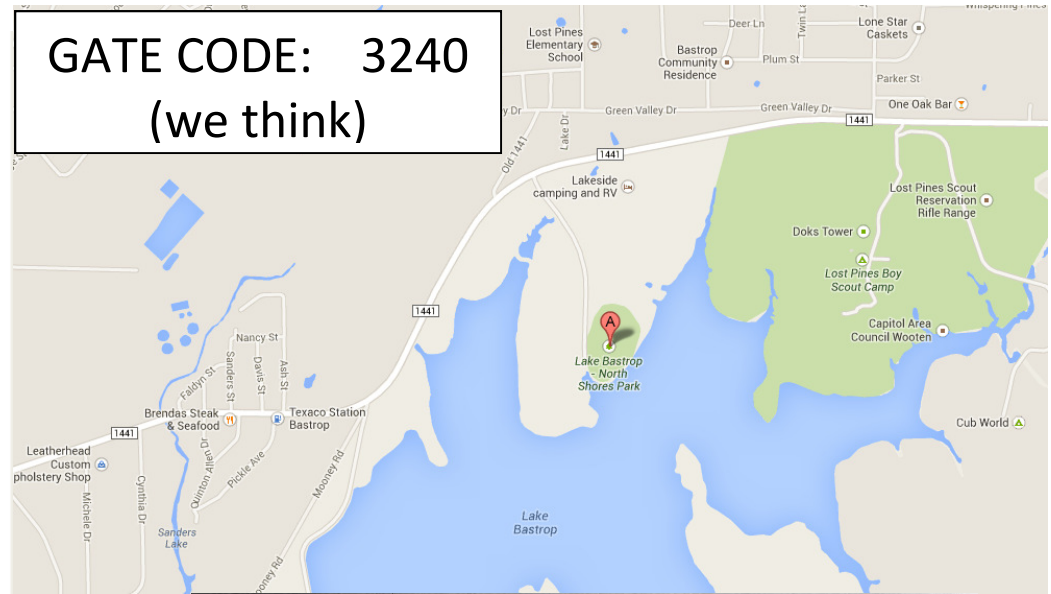 GATE CODE: 3240
(we think)
Lost Pines
Elementary
School
Deer Ln
Lone Star
Caskets
Bastrop
Community
Residence
Plum St
Parker St
Green Valley Dr
Green Valley Dr
One Oak Bar
1441
Lake Dr
Old 1441
1441
Lakeside
camping and RV
Lost Pines Scout
Reservation
Rifle Range
Doks Tower
Lost Pines Boy
Scout Camp
1441
A
Capitol Area
Council Wooten
Nancy St
Lake Bastrop
- North
Shores Park
Faldyn St
Sanders St
Davis St
Ash St
Brendas Steak
& Seafood
Texaco Station
Bastrop
Cub World
1441
Leatherhead
Custom
pholstery Shop
Quinton Allen Dr
Pickle Ave
Mooney Rd
Michele Dr
Cynthia Dr
Sanders
Lake
Lake
Bastrop
ooney Rd